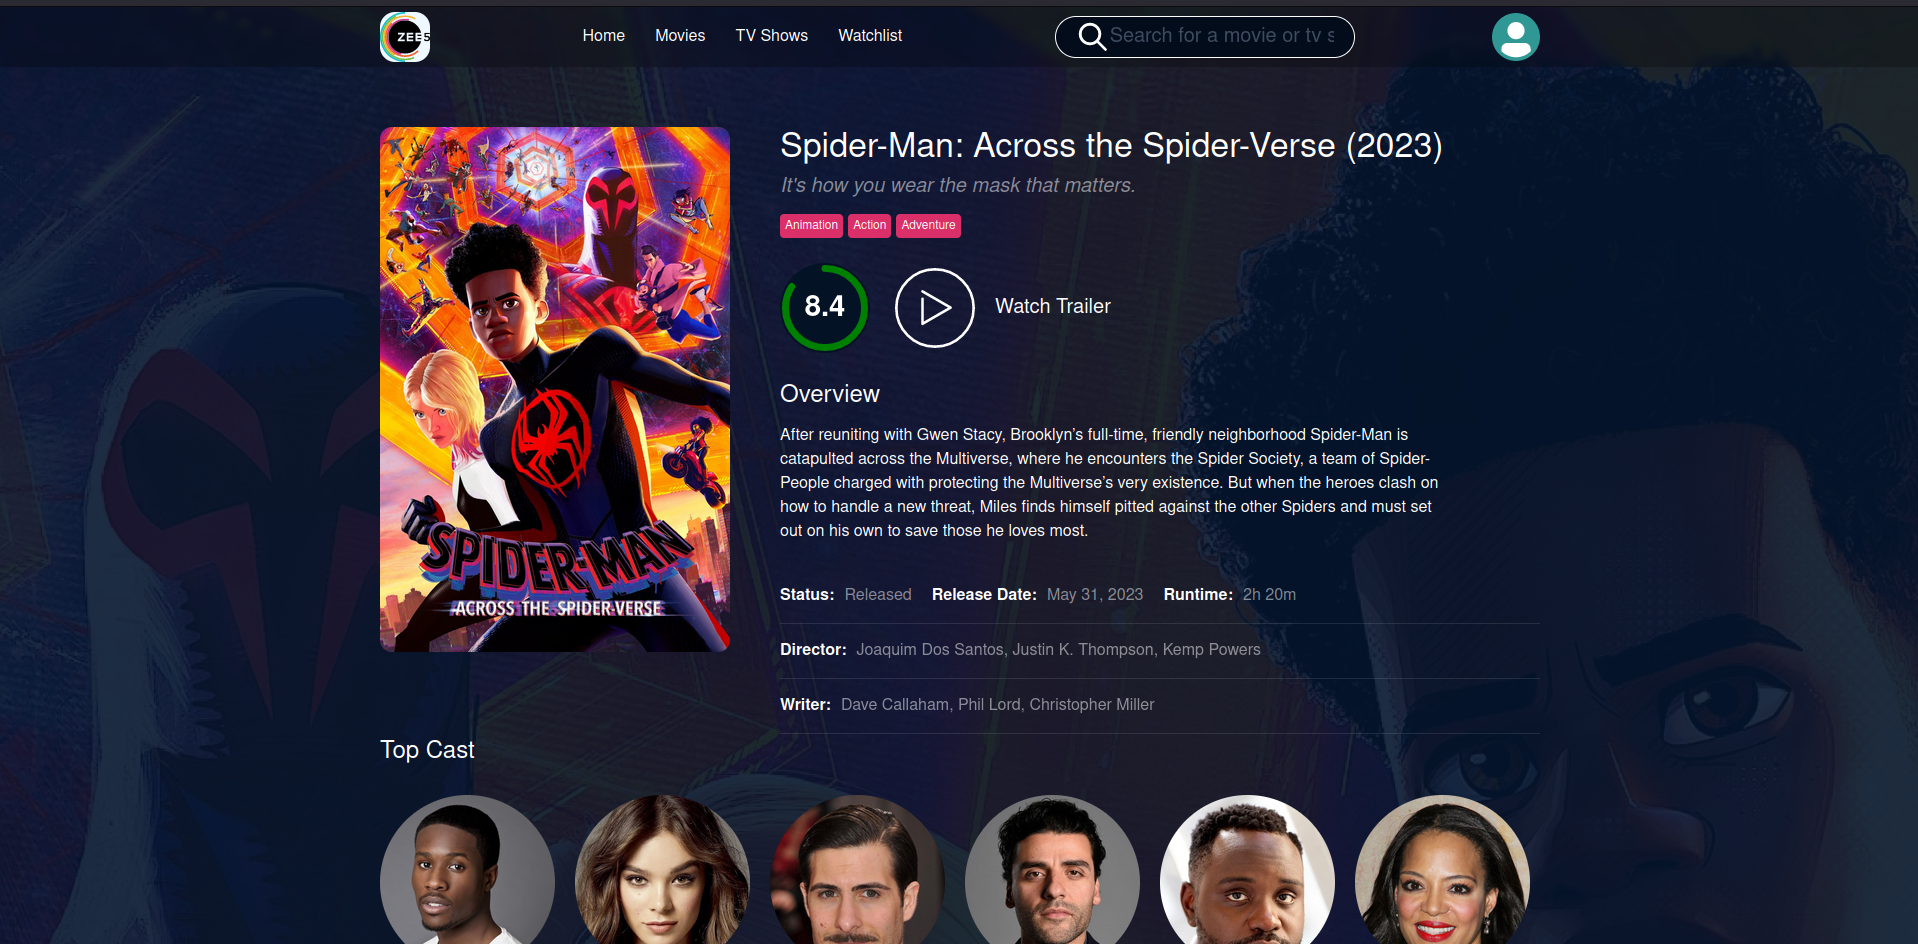 ZEE5
Home
Movies
TV Shows
Watchlist
Search for a movie or tv s
Spider-Man: Across the Spider-Verse (2023)
It's how you wear the mask that matters.
Animation
Action
Adventure
8.4
Watch Trailer
Overview
After reuniting with Gwen Stacy, Brooklyn’s full-time, friendly neighborhood Spider-Man is
catapulted across the Multiverse, where he encounters the Spider Society, a team of Spider-
People charged with protecting the Multiverse’s very existence. But when the heroes clash on
how to handle a new threat, Miles finds himself pitted against the other Spiders and must set
out on his own to save those he loves most.
SPIDER-MAN
ACROSS THE SPIDER-VERSE
Status: Released Release Date: May 31, 2023 Runtime: 2h 20m
Director: Joaquim Dos Santos, Justin K. Thompson, Kemp Powers
Writer: Dave Callaham, Phil Lord, Christopher Miller
Top Cast